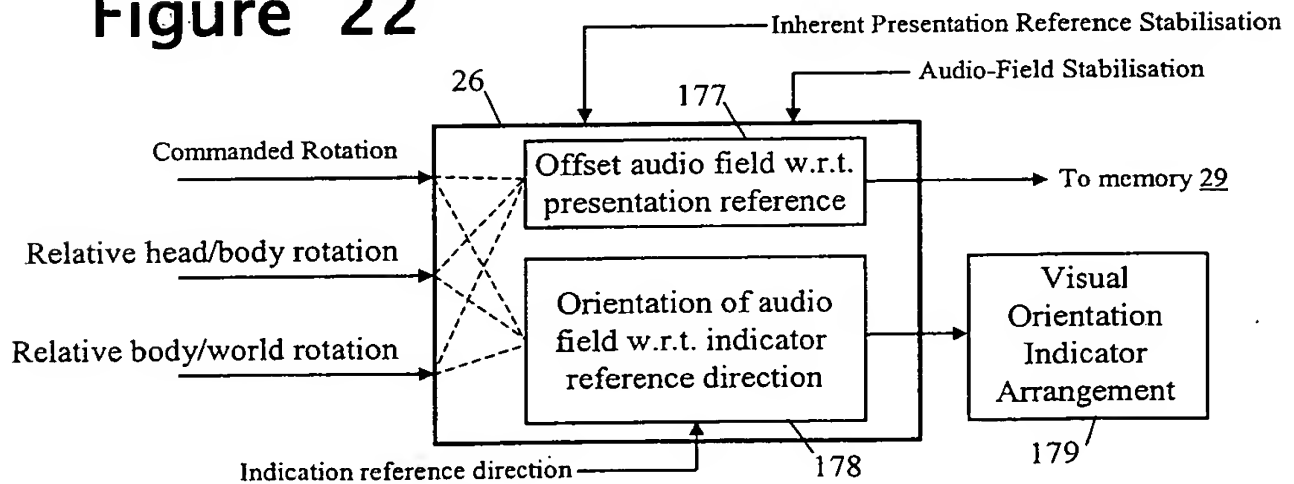 Figure 22
Inherent Presentation Reference Stabilisation
Audio-Field Stabilisation
26
177
Commanded Rotation
Offset audio field w.r.t.
presentation reference
To memory 29
Relative head/body rotation
Orientation of audio
field w.r.t. indicator
reference direction
Visual
Orientation
Indicator
Arrangement
Relative body/world rotation
Indication reference direction
178
179